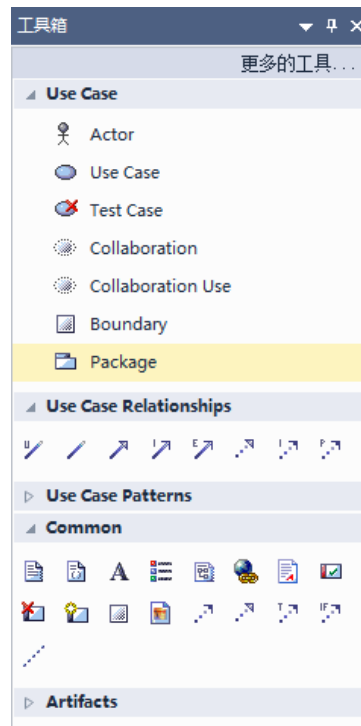 工具箱
更多的工具...
Use Case
Actor
Use Case
Test Case
Collaboration
Collaboration Use
Boundary
Package
Use Case Relationships
U I E I P
Use Case Patterns
Common
A
T IF
Artifacts